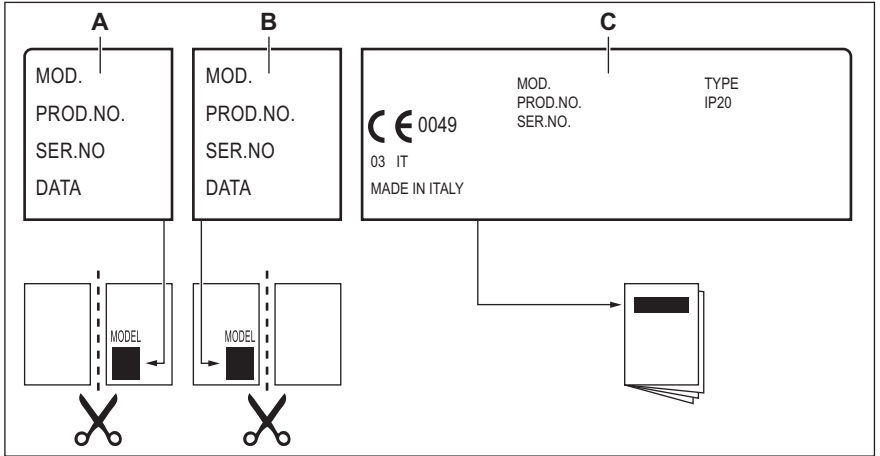 A
B
C
MOD.
PROD.NO.
SER.NO
DATA
MOD.
PROD.NO.
SER.NO
DATA
CE 0049
03 IT
MADE IN ITALY
MOD.
PROD.NO.
SER.NO.
TYPE
IP20
MODEL
MODEL